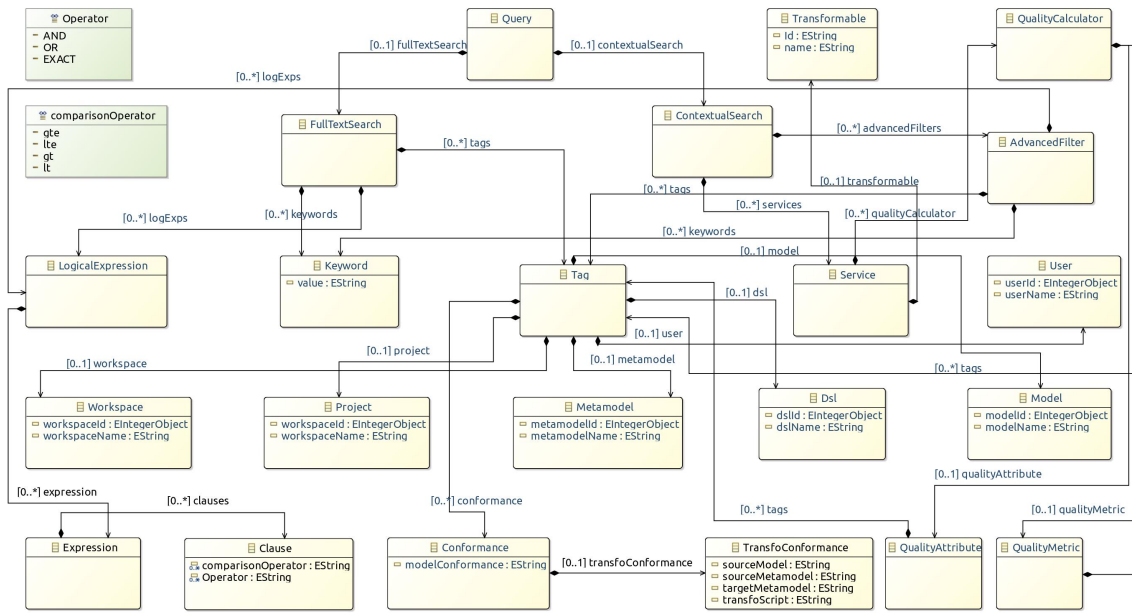 Operator
AND
OR
EXACT
Query
Transformable
Id : EString
name : EString
QualityCalculator
[0..1] fullTextSearch
[0..1] contextualSearch
[0..*] logExps
comparisonOperator
gte
lte
gt
lt
FullTextSearch
ContextualSearch
[0..*] advancedFilters
AdvancedFilter
[0..*] tags
[0..1] transformable
[0..*] tags
[0..*] logExps
[0..*] keywords
[0..*] services
[0..*] qualityCalculator
[0..*] keywords
[0..1] model
LogicalExpression
Keyword
value : EString
Tag
Service
User
userId : EIntegerObject
userName : EString
[0..1] dsl
[0..1] user
[0..1] project
[0..1] workspace
[0..1] metamodel
[0..*] tags
Workspace
workspaceId : EIntegerObject
workspaceName : EString
Project
workspaceId : EIntegerObject
workspaceName : EString
Metamodel
metamodelId : EIntegerObject
metamodelName : EString
Dsl
dslId : EIntegerObject
dslName : EString
Model
modelId : EIntegerObject
modelName : EString
[0..1] qualityAttribute
[0..*] expression
[0..*] clauses
[0..*] conformance
[0..*] tags
[0..1] qualityMetric
Expression
Clause
comparisonOperator : EString
Operator : EString
Conformance
modelConformance : EString
[0..1] transfoConformance
TransfoConformance
sourceModel : EString
sourceMetamodel : EString
targetMetamodel : EString
transfoScript : EString
QualityAttribute
QualityMetric